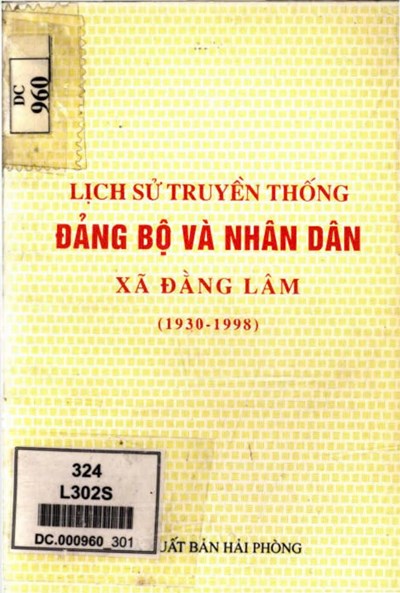 DC
960
LỊCH SỬ TRUYỀN THỐNG
ĐẢNG BỘ VÀ NHÂN DÂN
XÃ ĐẰNG LÂM
(1930-1998)
324
L302S
DC.000960_301
XUẤT BẢN HẢI PHÒNG